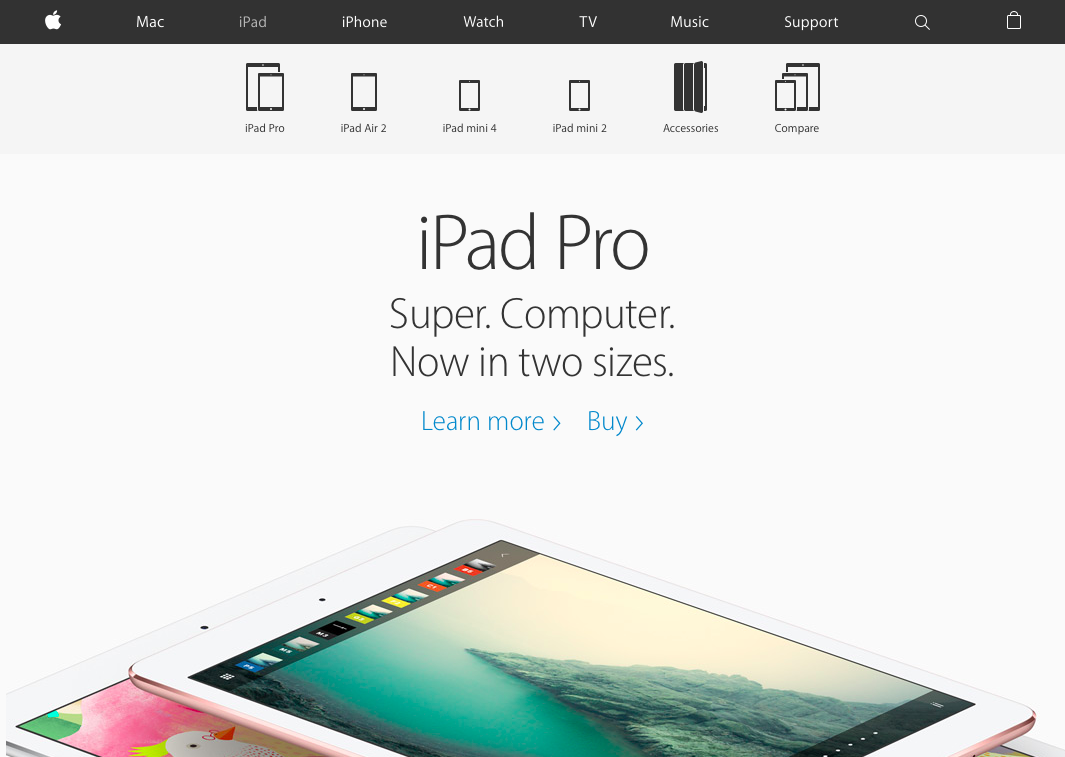 Mac iPad iPhone Watch TV Music Support
iPad Pro iPad Air 2 iPad mini 4 iPad mini 2 Accessories Compare
iPad Pro
Super. Computer.
Now in two sizes.
Learn more › Buy ›